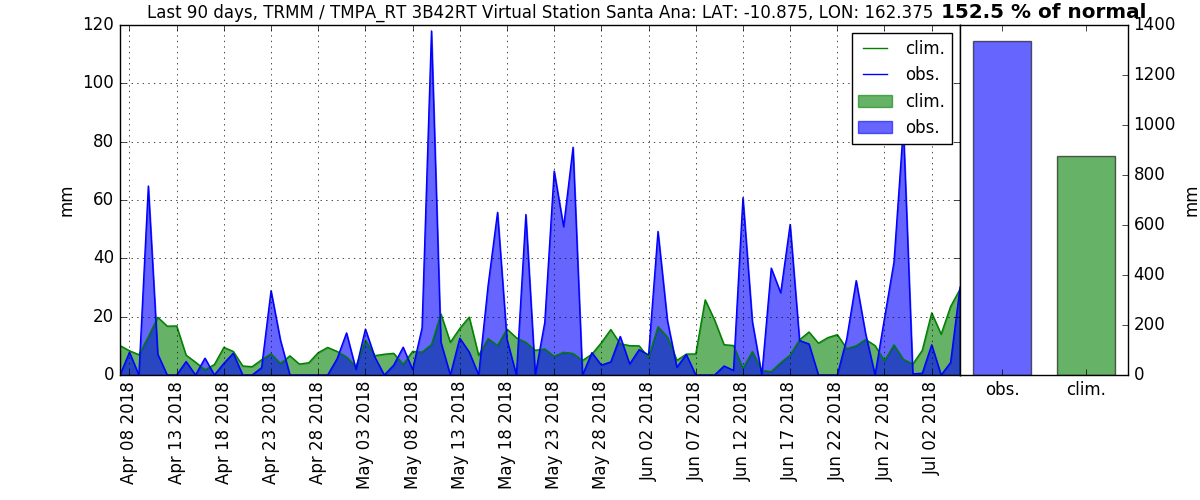 Last 90 days, TRMM / TMPA_RT 3B42RT Virtual Station Santa Ana: LAT: -10.875, LON: 162.375 152.5 % of normal
120
100
80
60
40
20
0
mm
clim.
obs.
clim.
obs.
1400
1200
1000
800
600
400
200
0
mm
Apr 08 2018
Apr 13 2018
Apr 18 2018
Apr 23 2018
Apr 28 2018
May 03 2018
May 08 2018
May 13 2018
May 18 2018
May 23 2018
May 28 2018
Jun 02 2018
Jun 07 2018
Jun 12 2018
Jun 17 2018
Jun 22 2018
Jun 27 2018
Jul 02 2018
obs.
clim.